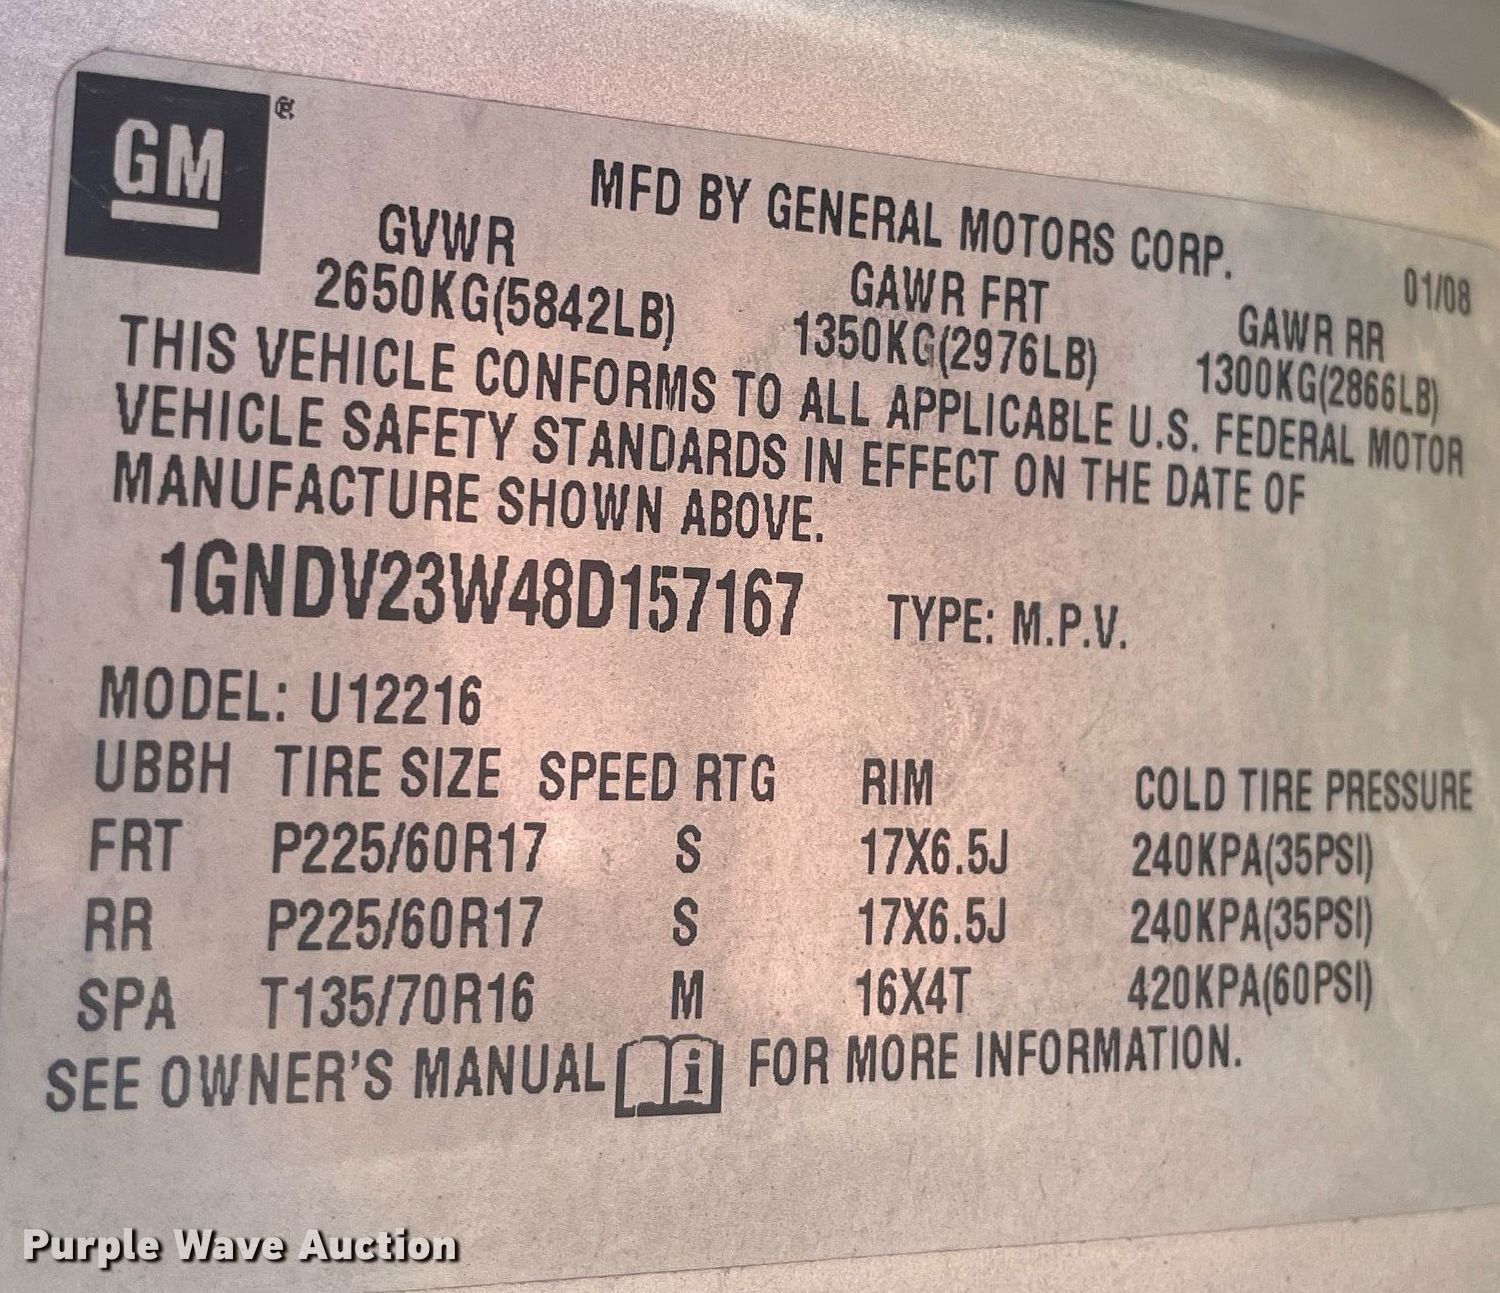 GM®
MFD BY GENERAL MOTORS CORP.
01/08
GVWR
GAWR FRT
GAWR RR
2650KG(5842LB)
1350KG(2976LB)
1300KG(2866LB)
THIS VEHICLE CONFORMS TO ALL APPLICABLE U.S. FEDERAL MOTOR
VEHICLE SAFETY STANDARDS IN EFFECT ON THE DATE OF
MANUFACTURE SHOWN ABOVE.
1GNDV23W48D157167 TYPE: M.P.V.
MODEL: U12216
UBBH TIRE SIZE SPEED RTG RIM COLD TIRE PRESSURE
FRT P225/60R17 S 17X6.5J 240KPA(35PSI)
RR P225/60R17 S 17X6.5J 240KPA(35PSI)
SPA T135/70R16 M 16X4T 420KPA(60PSI)
SEE OWNER'S MANUAL i FOR MORE INFORMATION.
Purple Wave Auction